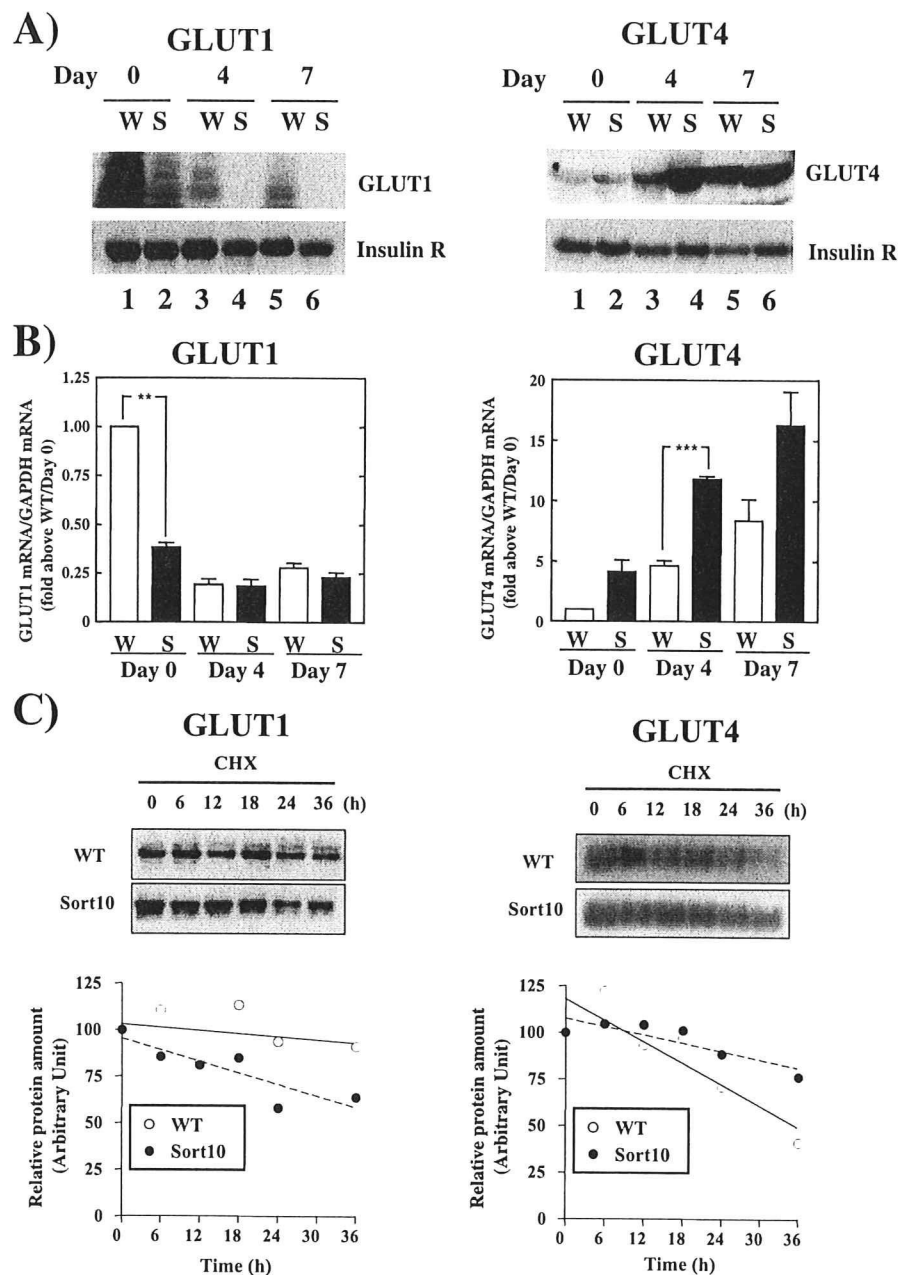 A)
GLUT1
Day 0 4 7
W S W S W S
GLUT1
Insulin R
1 2 3 4 5 6
GLUT4
Day 0 4 7
W S W S W S
GLUT4
Insulin R
1 2 3 4 5 6
B)
GLUT1
GLUT1 mRNA/GAPDH mRNA
(fold above WT/Day 0)
1.25
1.00
0.75
0.50
0.25
0
**
W S W S W S
Day 0 Day 4 Day 7
GLUT4
GLUT4 mRNA/GAPDH mRNA
(fold above WT/Day 0)
20
15
10
5
0
***
W S W S W S
Day 0 Day 4 Day 7
C)
GLUT1
CHX
0 6 12 18 24 36 (h)
WT
Sort10
Relative protein amount
(Arbitrary Unit)
125
100
75
50
25
0
WT
Sort10
0 6 12 18 24 30 36
Time (h)
GLUT4
CHX
0 6 12 18 24 36 (h)
WT
Sort10
Relative protein amount
(Arbitrary Unit)
125
100
75
50
25
0
WT
Sort10
0 6 12 18 24 30 36
Time (h)